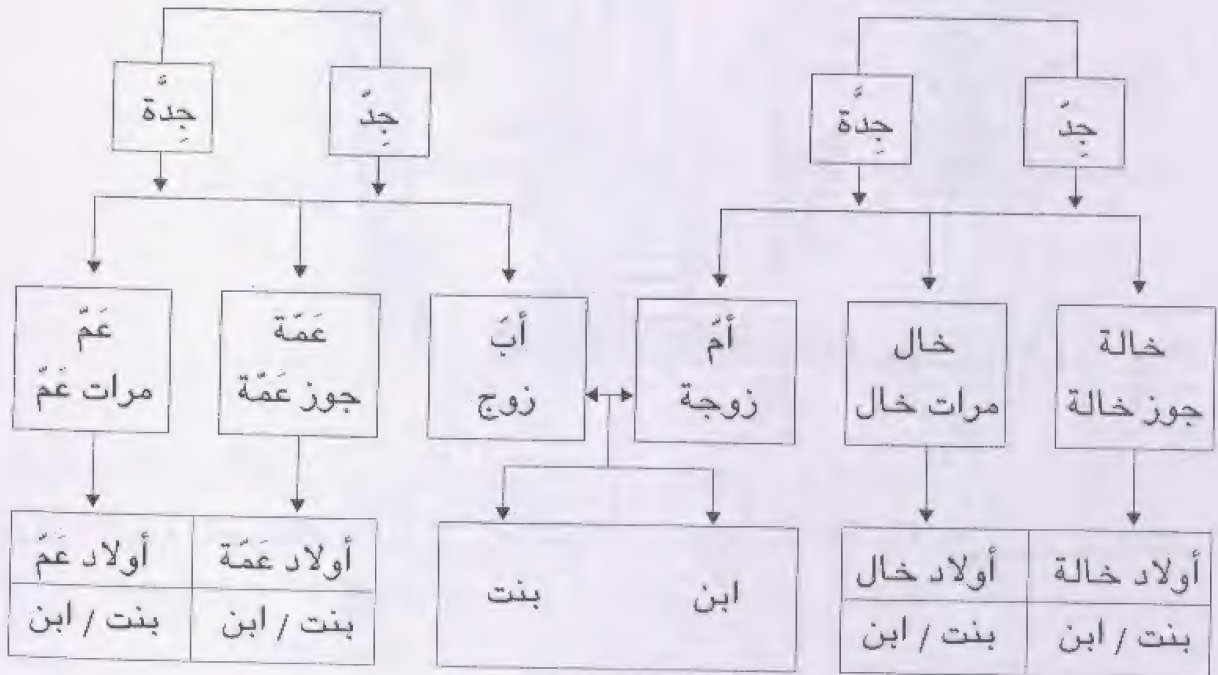 جِدّ
جِدَّة
جِدّ
جِدَّة
خالة
جوز خالة
خال
مرات خال
أمّ
زوجة
أبّ
زوج
عَمّة
جوز عَمّة
عَمّ
مرات عَمّ
أولاد خالة
بنت / ابن
أولاد خال
بنت / ابن
ابن
بنت
أولاد عَمّة
بنت / ابن
أولاد عَمّ
بنت / ابن